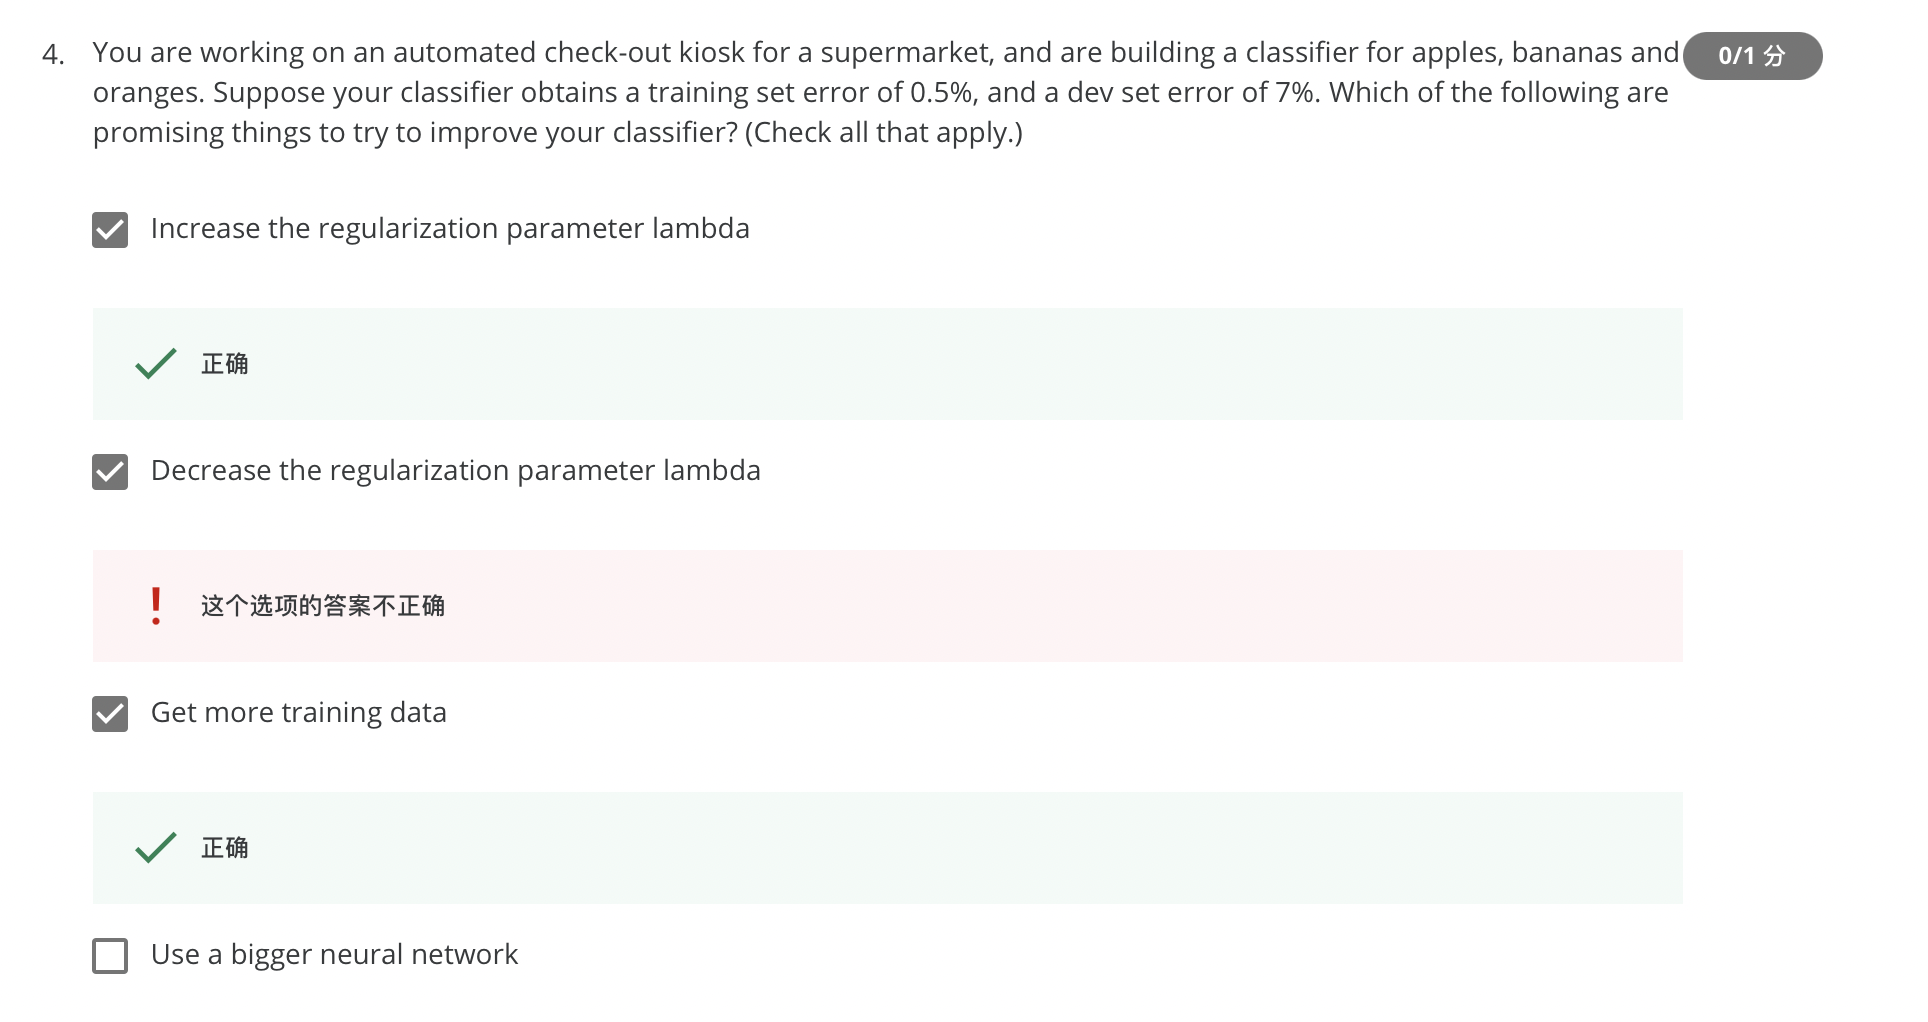 4. You are working on an automated check-out kiosk for a supermarket, and are building a classifier for apples, bananas and 0/1 分
oranges. Suppose your classifier obtains a training set error of 0.5%, and a dev set error of 7%. Which of the following are
promising things to try to improve your classifier? (Check all that apply.)
Increase the regularization parameter lambda
正确
Decrease the regularization parameter lambda
这个选项的答案不正确
Get more training data
正确
Use a bigger neural network